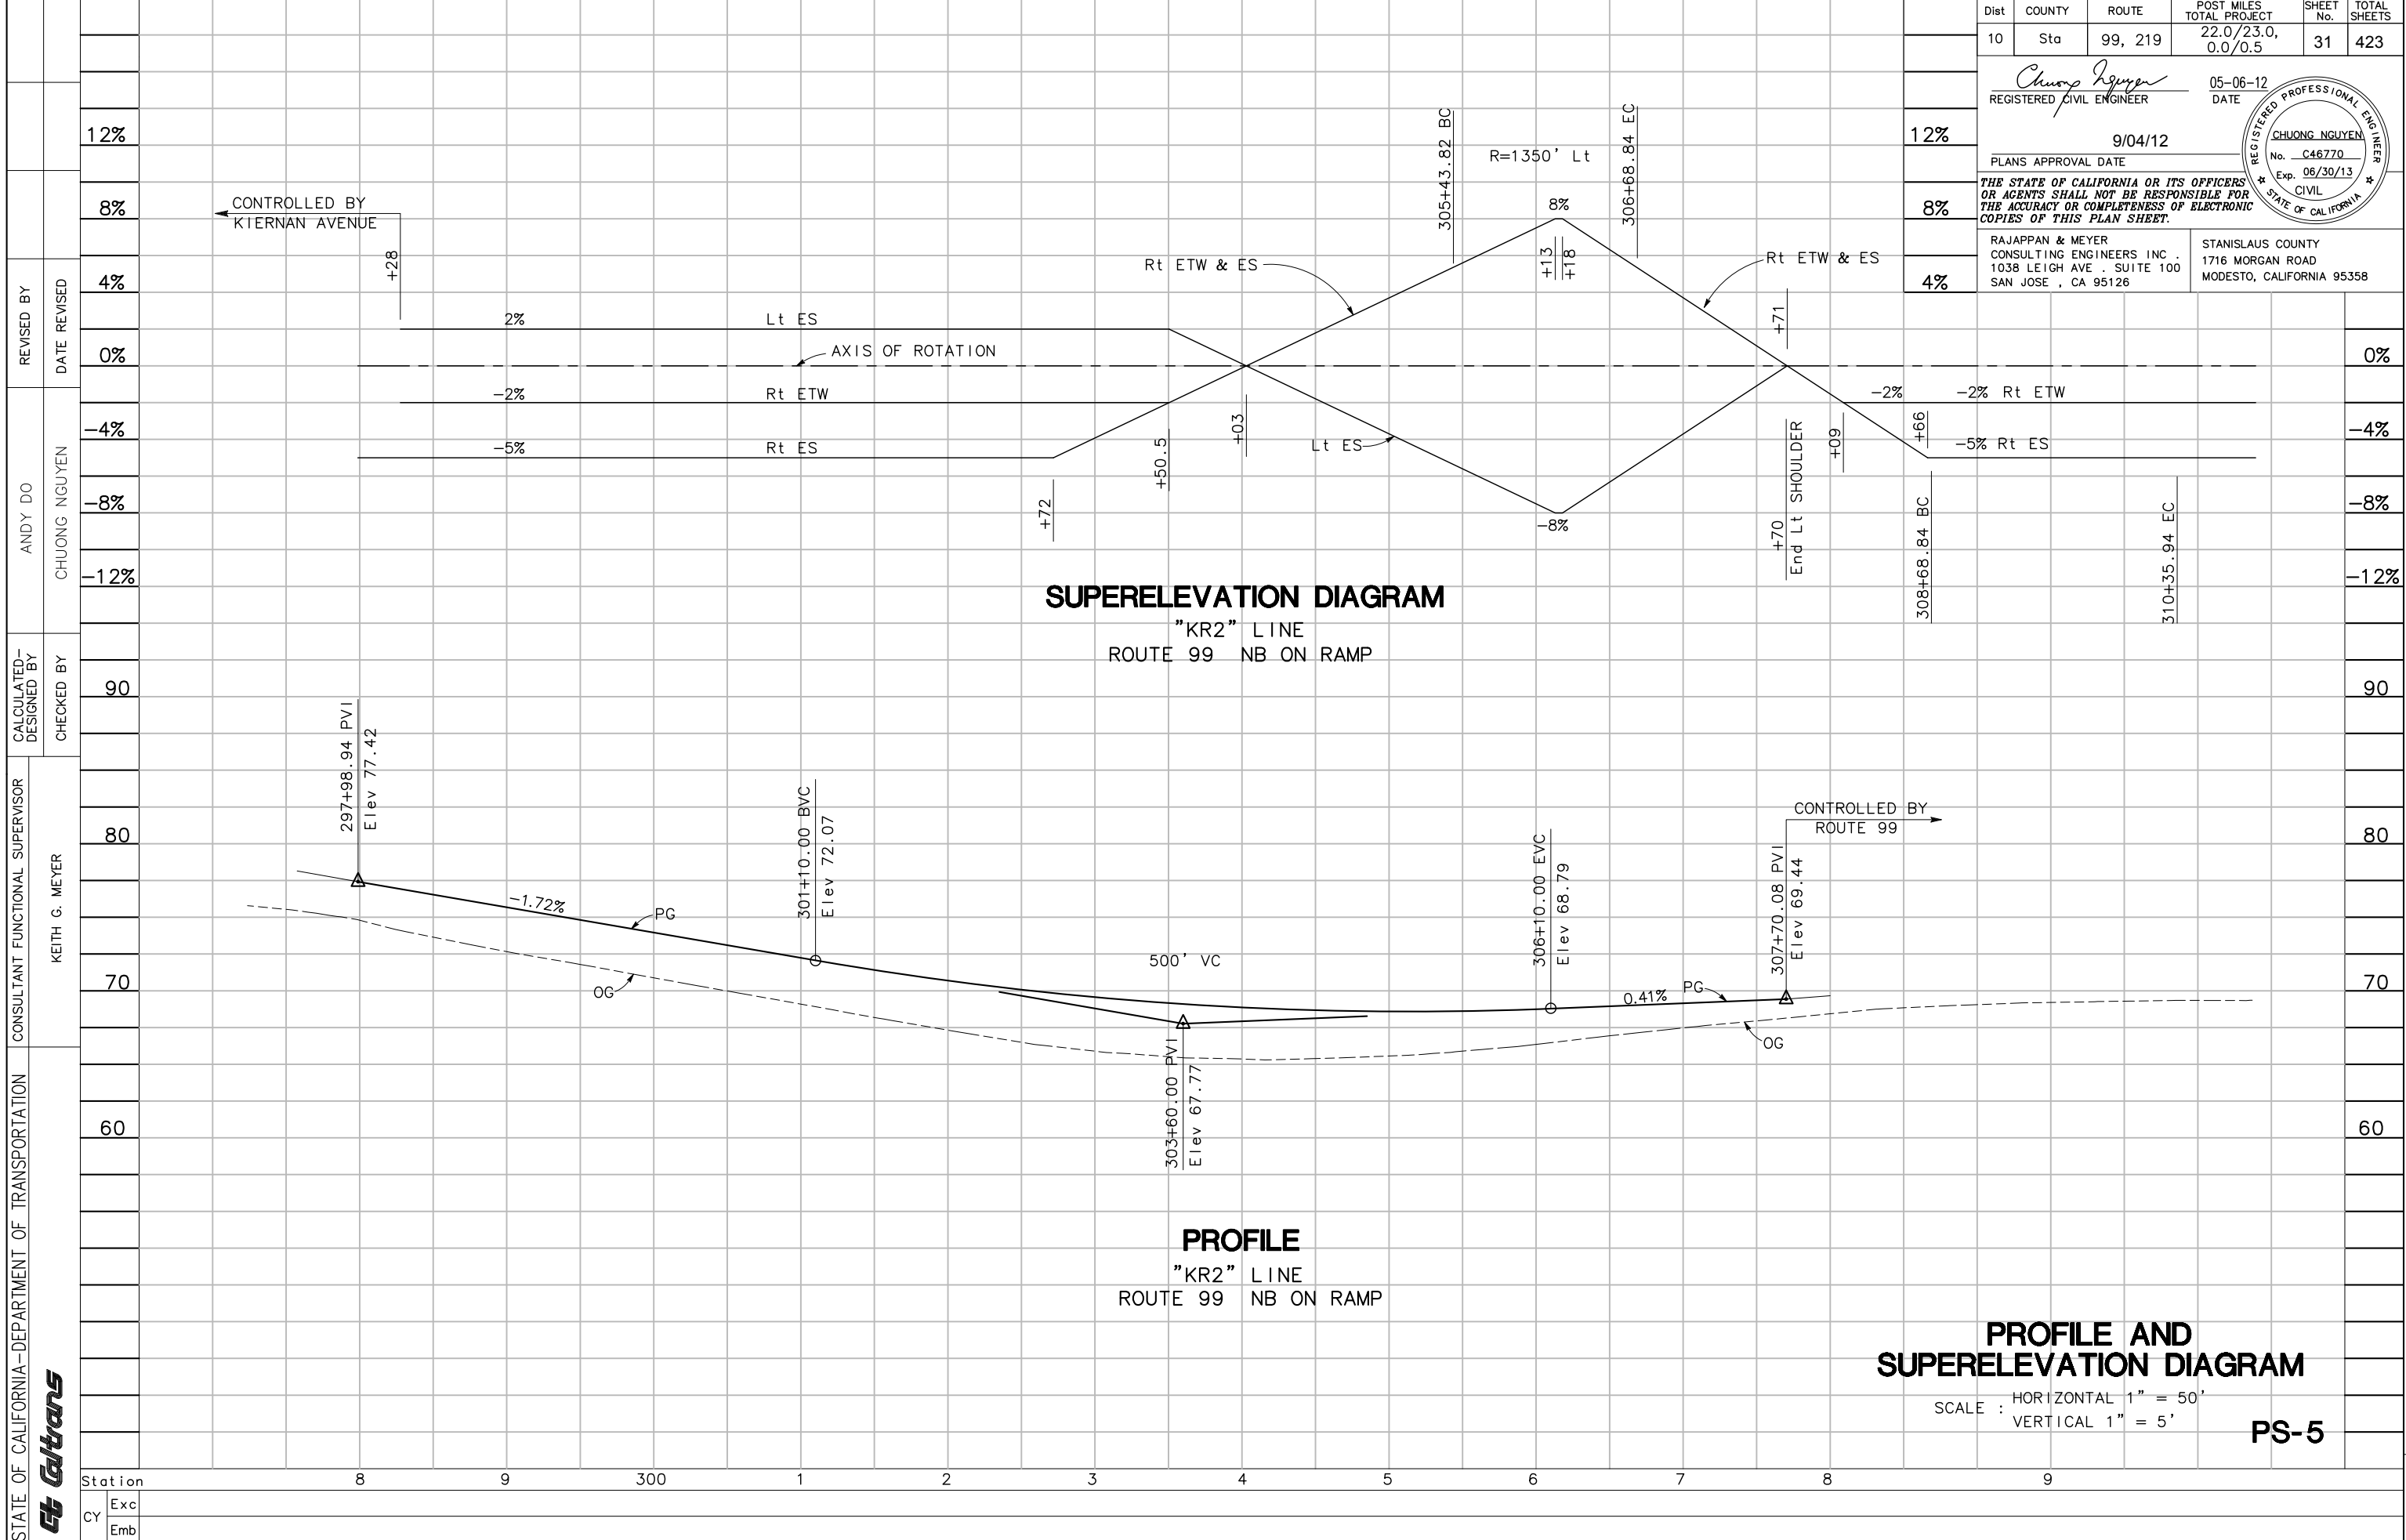 Dist COUNTY ROUTE POST MILES TOTAL PROJECT SHEET No. TOTAL SHEETS
10 Sta 99, 219 22.0/23.0, 0.0/0.5 31 423
Chuong Nguyen
REGISTERED CIVIL ENGINEER
05-06-12
DATE
9/04/12
PLANS APPROVAL DATE
REGISTERED PROFESSIONAL ENGINEER
CHUONG NGUYEN
No. C46770
Exp. 06/30/13
CIVIL
STATE OF CALIFORNIA
THE STATE OF CALIFORNIA OR ITS OFFICERS
OR AGENTS SHALL NOT BE RESPONSIBLE FOR
THE ACCURACY OR COMPLETENESS OF ELECTRONIC
COPIES OF THIS PLAN SHEET.
RAJAPPAN & MEYER
CONSULTING ENGINEERS INC .
1038 LEIGH AVE . SUITE 100
SAN JOSE , CA 95126
STANISLAUS COUNTY
1716 MORGAN ROAD
MODESTO, CALIFORNIA 95358
12%
8%
4%
0%
-4%
-8%
-12%
12%
8%
4%
0%
-4%
-8%
-12%
CONTROLLED BY
KIERNAN AVENUE
+28
2%
Lt ES
AXIS OF ROTATION
-2%
Rt ETW
-5%
Rt ES
+72
+50.5
+03
Rt ETW & ES
Lt ES
305+43.82 BC
R=1350' Lt
306+68.84 EC
8%
+13
+18
-8%
Rt ETW & ES
+71
+70
End Lt SHOULDER
+09
-2%
-2% Rt ETW
+66
-5% Rt ES
308+68.84 BC
310+35.94 EC
SUPERELEVATION DIAGRAM
"KR2" LINE
ROUTE 99 NB ON RAMP
90
80
70
60
90
80
70
60
297+98.94 PVI
Elev 77.42
-1.72%
PG
OG
301+10.00 BVC
Elev 72.07
500' VC
303+60.00 PVI
Elev 67.77
306+10.00 EVC
Elev 68.79
0.41%
PG
OG
307+70.08 PVI
Elev 69.44
CONTROLLED BY
ROUTE 99
PROFILE
"KR2" LINE
ROUTE 99 NB ON RAMP
PROFILE AND
SUPERELEVATION DIAGRAM
SCALE :
HORIZONTAL 1" = 50'
VERTICAL 1" = 5'
PS-5
Station 8 9 300 1 2 3 4 5 6 7 8 9
CY
Exc
Emb
REVISED BY
DATE REVISED
ANDY DO
CHUONG NGUYEN
CALCULATED-
DESIGNED BY
CHECKED BY
CONSULTANT FUNCTIONAL SUPERVISOR
KEITH G. MEYER
STATE OF CALIFORNIA-DEPARTMENT OF TRANSPORTATION
Caltrans